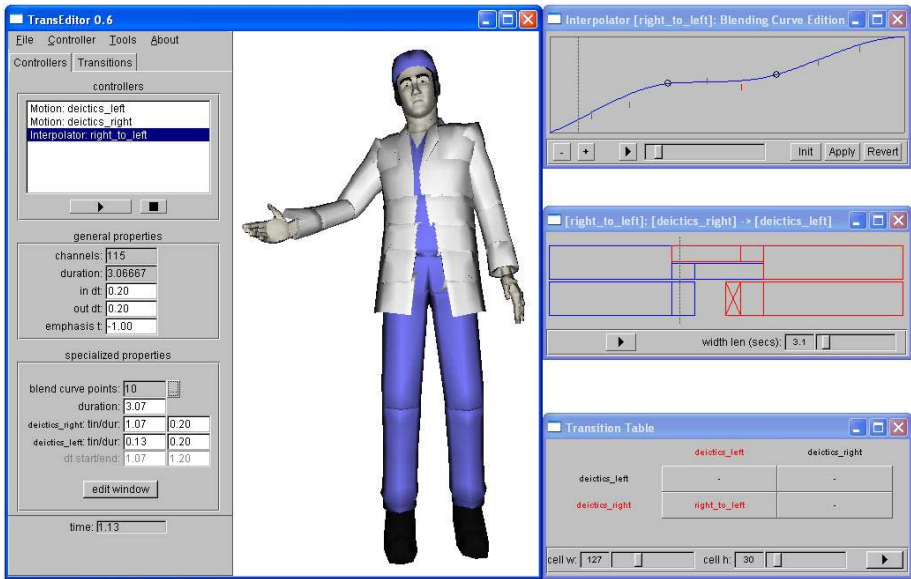 TransEditor 0.6
File Controller Tools About
Controllers Transitions
controllers
Motion: deictics_left
Motion: deictics_right
Interpolator: right_to_left
general properties
channels: 115
duration: 3.06667
in dt: 0.20
out dt: 0.20
emphasis t: -1.00
specialized properties
blend curve points: 10 ...
duration: 3.07
deictics_right: tin/dur: 1.07 0.20
deictics_left: tin/dur: 0.13 0.20
dt start/end: 1.07 1.20
edit window
time: 1.13
Interpolator [right_to_left]: Blending Curve Edition
- + Init Apply Revert
[right_to_left]: [deictics_right] -> [deictics_left]
width len (secs): 3.1
Transition Table
deictics_left deictics_right
deictics_left - -
deictics_right right_to_left -
cell w: 127 cell h: 30